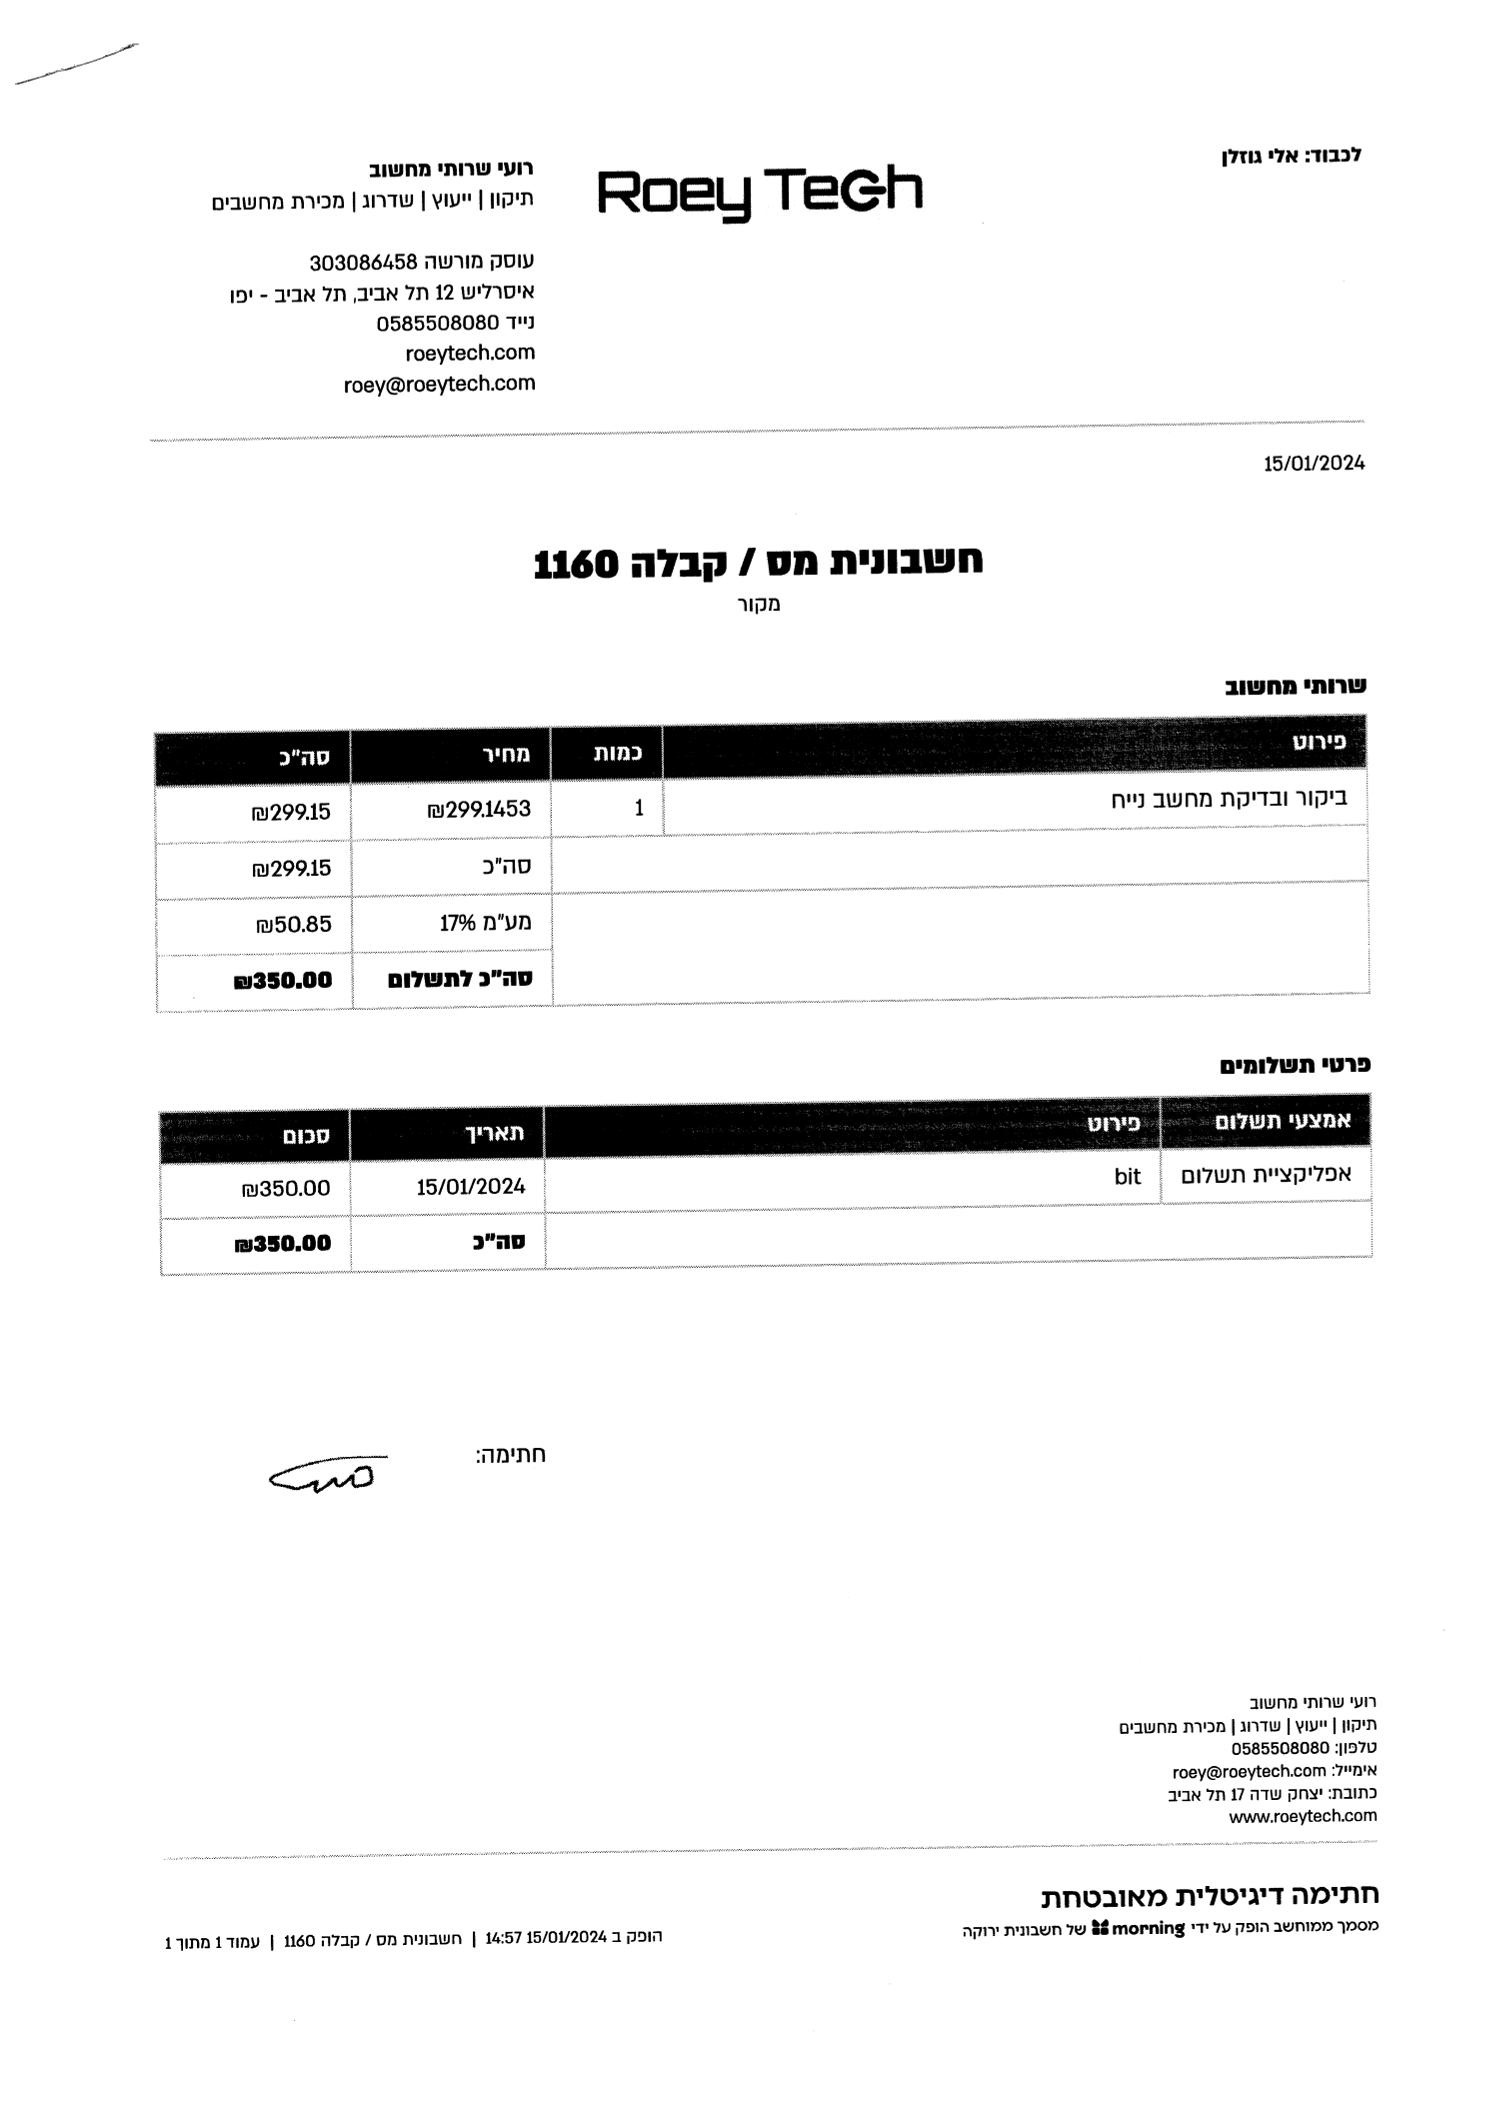 לכבוד: אלי גוזלן
Roey Tech
רועי שרותי מחשוב
תיקון | ייעוץ | שדרוג | מכירת מחשבים
עוסק מורשה 303086458
איסרליש 12 תל אביב, תל אביב - יפו
נייד 0585508080
roeytech.com
roey@roeytech.com
15/01/2024
חשבונית מס / קבלה 1160
מקור
שרותי מחשוב
פירוט כמות מחיר סה"כ
ביקור ובדיקת מחשב נייח 1 ₪299.1453 ₪299.15
סה"כ ₪299.15
מע"מ 17% ₪50.85
סה"כ לתשלום ₪350.00
פרטי תשלומים
אמצעי תשלום פירוט תאריך סכום
אפליקציית תשלום bit 15/01/2024 ₪350.00
סה"כ ₪350.00
חתימה:
רועי שרותי מחשוב
תיקון | ייעוץ | שדרוג | מכירת מחשבים
טלפון: 0585508080
אימייל: roey@roeytech.com
כתובת: יצחק שדה 17 תל אביב
www.roeytech.com
חתימה דיגיטלית מאובטחת
מסמך ממוחשב הופק על ידי morning של חשבונית ירוקה
הופק ב 15/01/2024 14:57 | חשבונית מס / קבלה 1160 | עמוד 1 מתוך 1